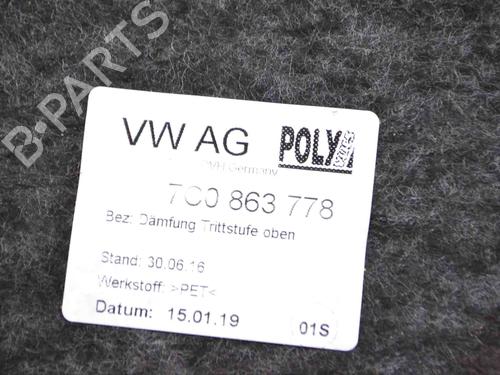 B-PARTS
VW AG
POLY
Germany
7C0 863 778
Bez: Dämfung Trittstufe oben
Stand: 30.06.16
Werkstoff: >PET<
Datum: 15.01.19
01S